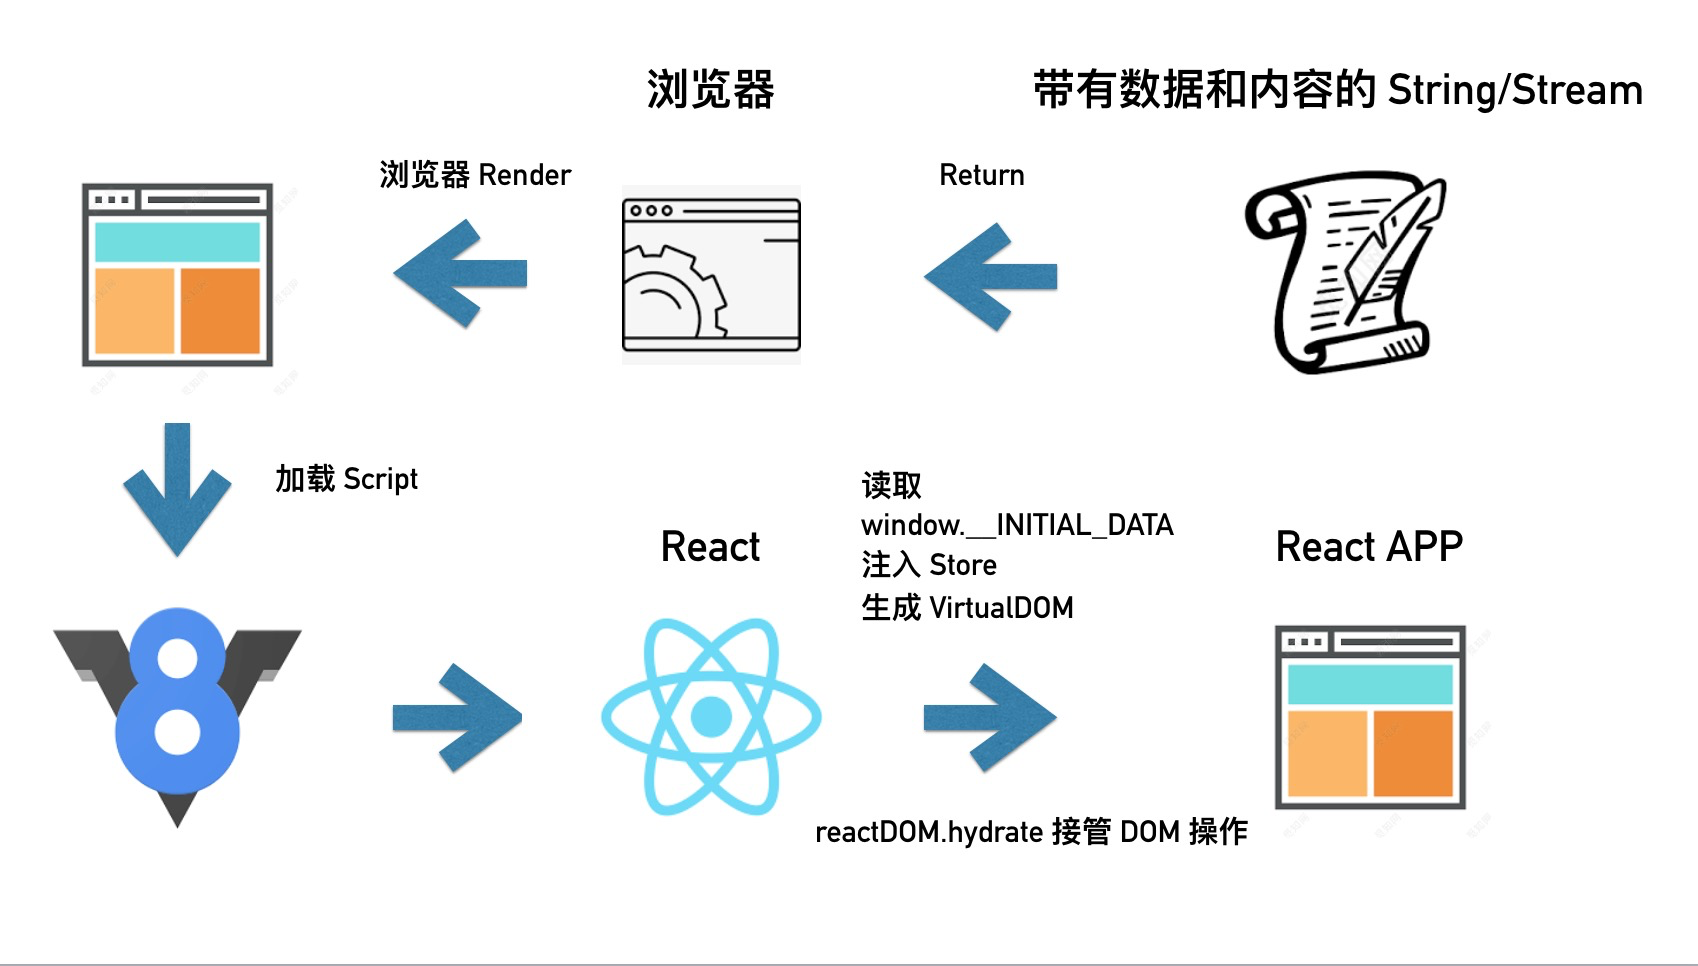 浏览器
带有数据和内容的 String/Stream
浏览器 Render
Return
加载 Script
读取
window.__INITIAL_DATA
注入 Store
生成 VirtualDOM
React
React APP
8
reactDOM.hydrate 接管 DOM 操作